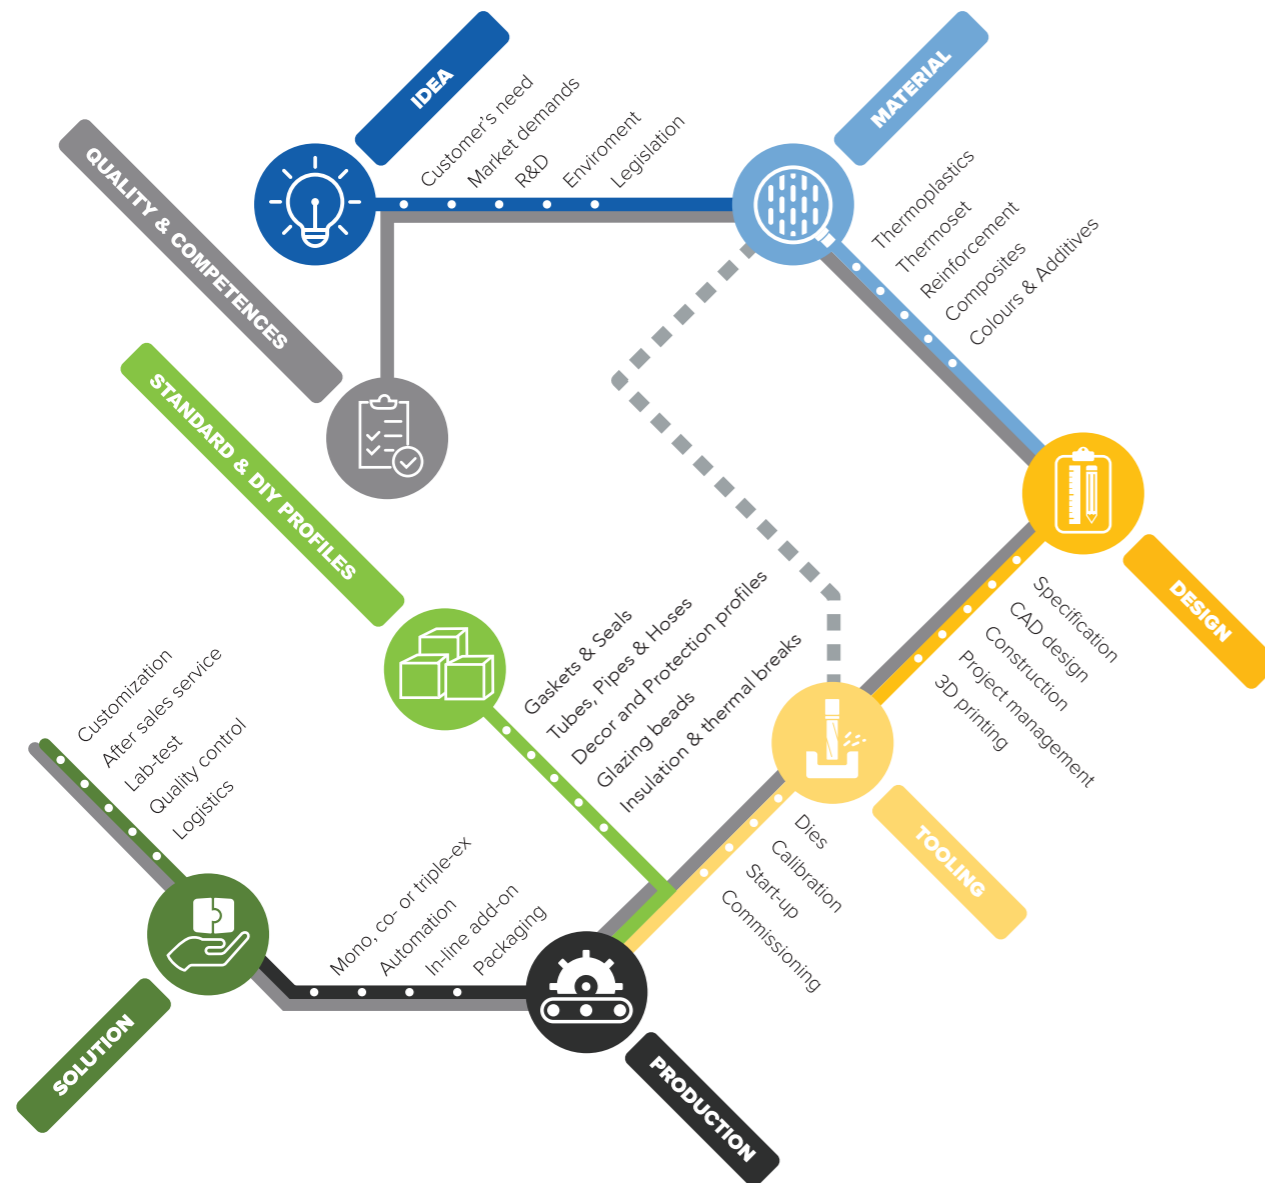 IDEA
Customer's need
Market demands
R&D
Enviroment
Legislation
MATERIAL
Thermoplastics
Thermoset
Reinforcement
Composites
Colours & Additives
QUALITY & COMPETENCES
STANDARD & DIY PROFILES
Gaskets & Seals
Tubes, Pipes & Hoses
Decor and Protection profiles
Glazing beads
Insulation & thermal breaks
DESIGN
Specification
CAD design
Construction
Project management
3D printing
TOOLING
Dies
Calibration
Start-up
Commissioning
PRODUCTION
Mono, co- or triple-ex
Automation
In-line add-on
Packaging
SOLUTION
Customization
After sales service
Lab-test
Quality control
Logistics